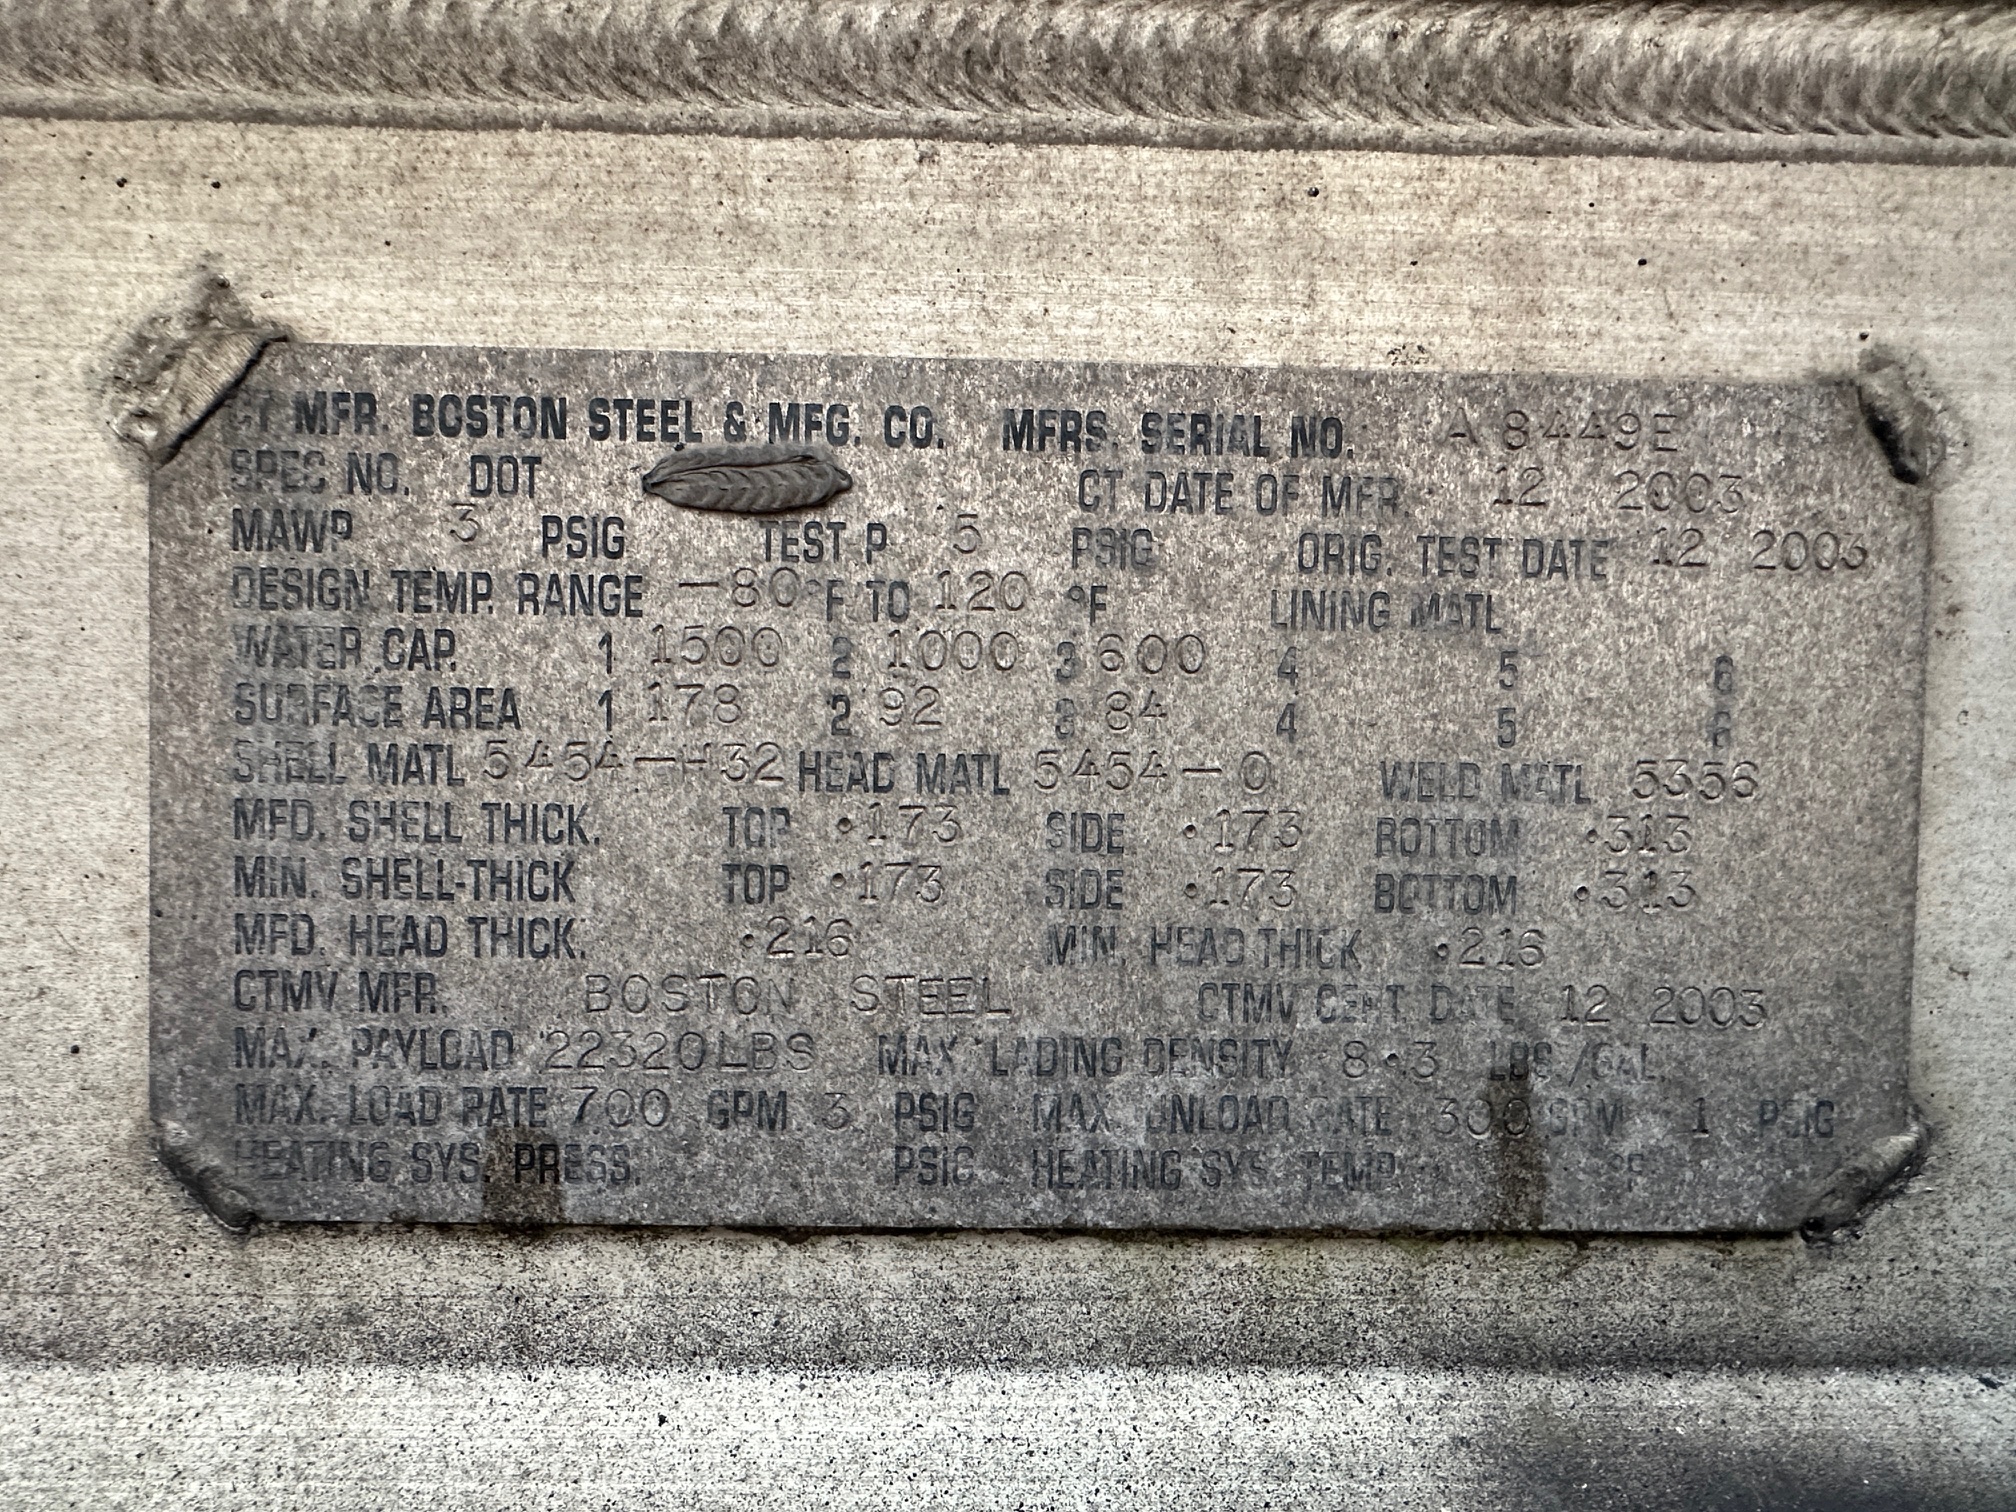 CT MFR. BOSTON STEEL & MFG. CO. MFRS. SERIAL NO. A 8449E
SPEC NO. DOT CT DATE OF MFR. 12 2003
MAWP 3 PSIG TEST P 5 PSIG ORIG. TEST DATE 12 2003
DESIGN TEMP. RANGE -80 °F TO 120 °F LINING MATL
WATER CAP. 1 1500 2 1000 3 600 4 5 6
SURFACE AREA 1 178 2 92 3 84 4 5 6
SHELL MATL 5454-H32 HEAD MATL 5454-O WELD MATL 5356
MFD. SHELL THICK. TOP .173 SIDE .173 BOTTOM .313
MIN. SHELL-THICK TOP .173 SIDE .173 BOTTOM .313
MFD. HEAD THICK. .216 MIN. HEAD THICK .216
CTMV MFR. BOSTON STEEL CTMV CERT. DATE 12 2003
MAX. PAYLOAD 22320LBS MAX LADING DENSITY 8.3 LBS./GAL.
MAX. LOAD RATE 700 GPM 3 PSIG MAX. UNLOAD RATE 300 GPM 1 PSIG
HEATING SYS. PRESS. PSIG HEATING SYS. TEMP. °F